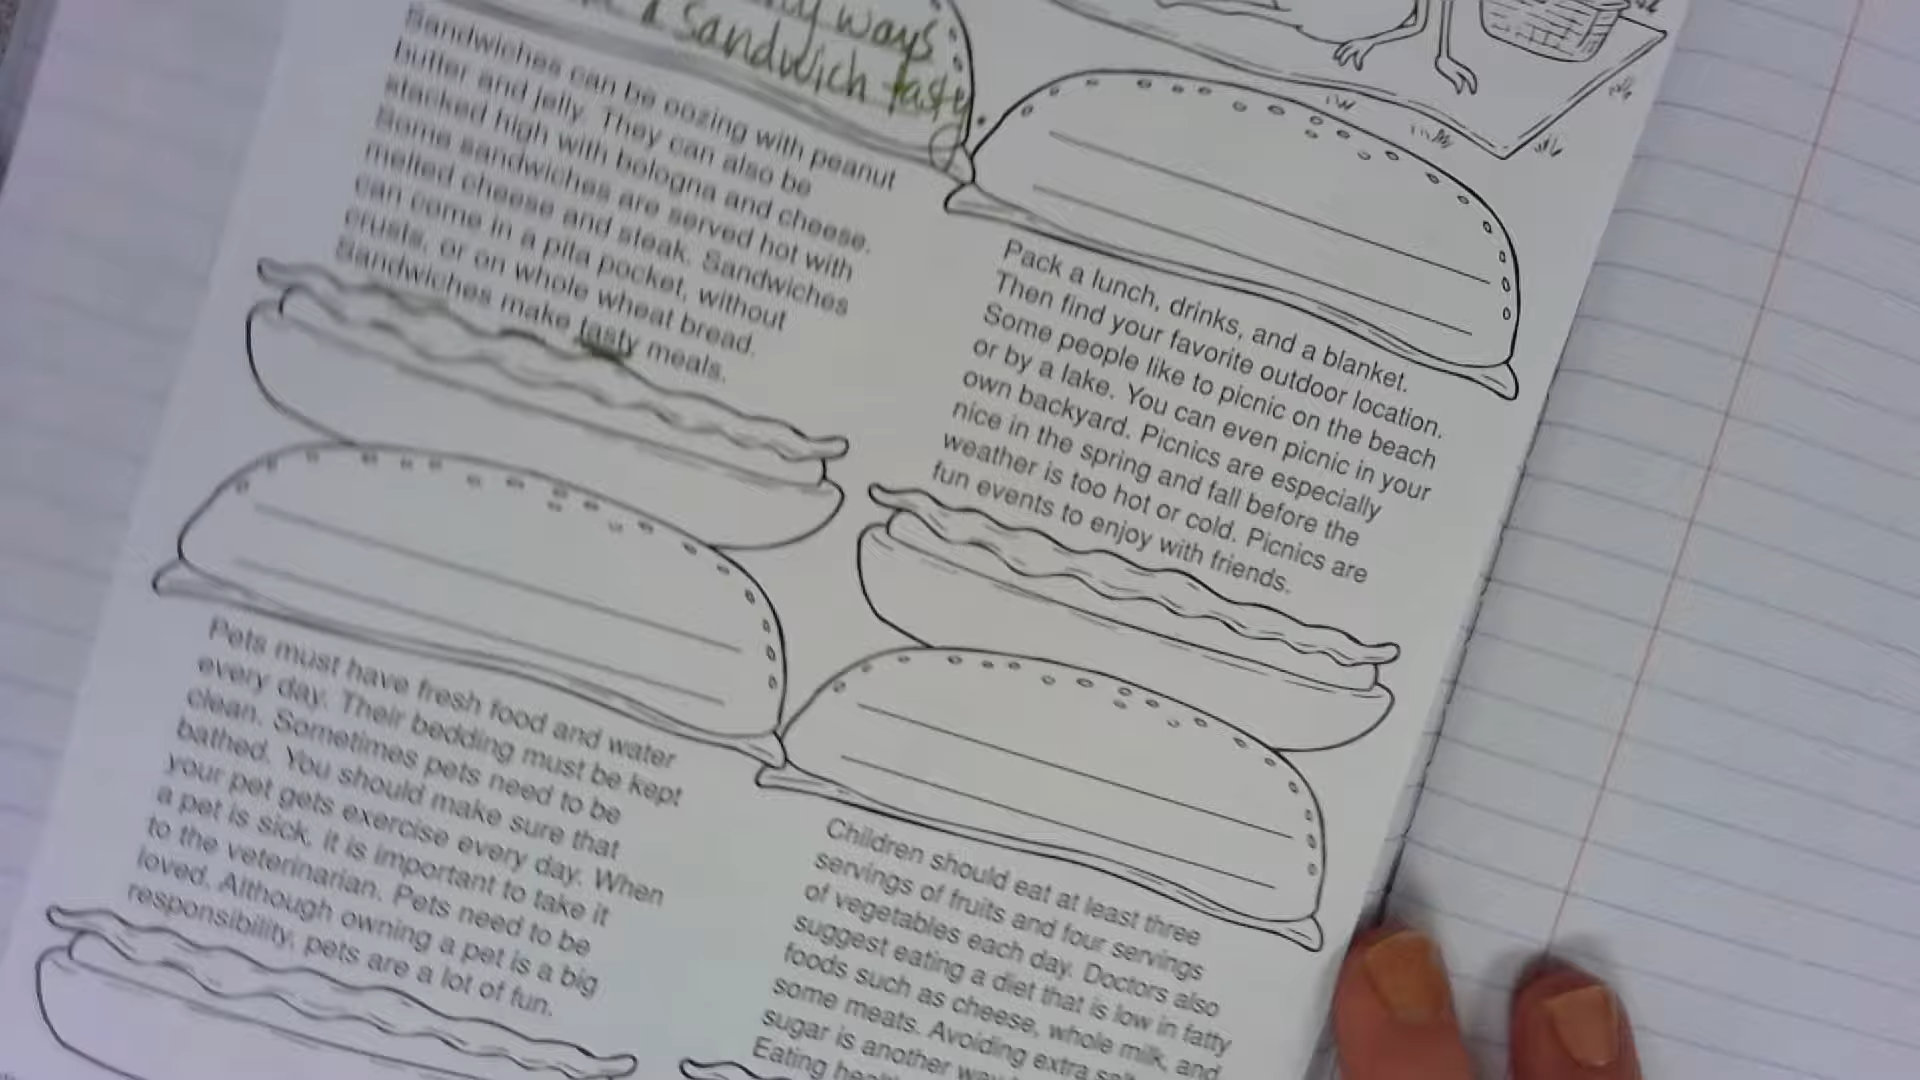 ways
a sandwich tasty
Sandwiches can be oozing with peanut
butter and jelly. They can also be
stacked high with bologna and cheese.
Some sandwiches are served hot with
melted cheese and steak. Sandwiches
can come in a pita pocket, without
crusts, or on whole wheat bread.
Sandwiches make tasty meals.
Pack a lunch, drinks, and a blanket.
Then find your favorite outdoor location.
Some people like to picnic on the beach
or by a lake. You can even picnic in your
own backyard. Picnics are especially
nice in the spring and fall before the
weather is too hot or cold. Picnics are
fun events to enjoy with friends.
Pets must have fresh food and water
every day. Their bedding must be kept
clean. Sometimes pets need to be
bathed. You should make sure that
your pet gets exercise every day. When
a pet is sick, it is important to take it
to the veterinarian. Pets need to be
loved. Although owning a pet is a big
responsibility, pets are a lot of fun.
Children should eat at least three
servings of fruits and four servings
of vegetables each day. Doctors also
suggest eating a diet that is low in fatty
foods such as cheese, whole milk, and
some meats. Avoiding extra
sugar is another
Eating